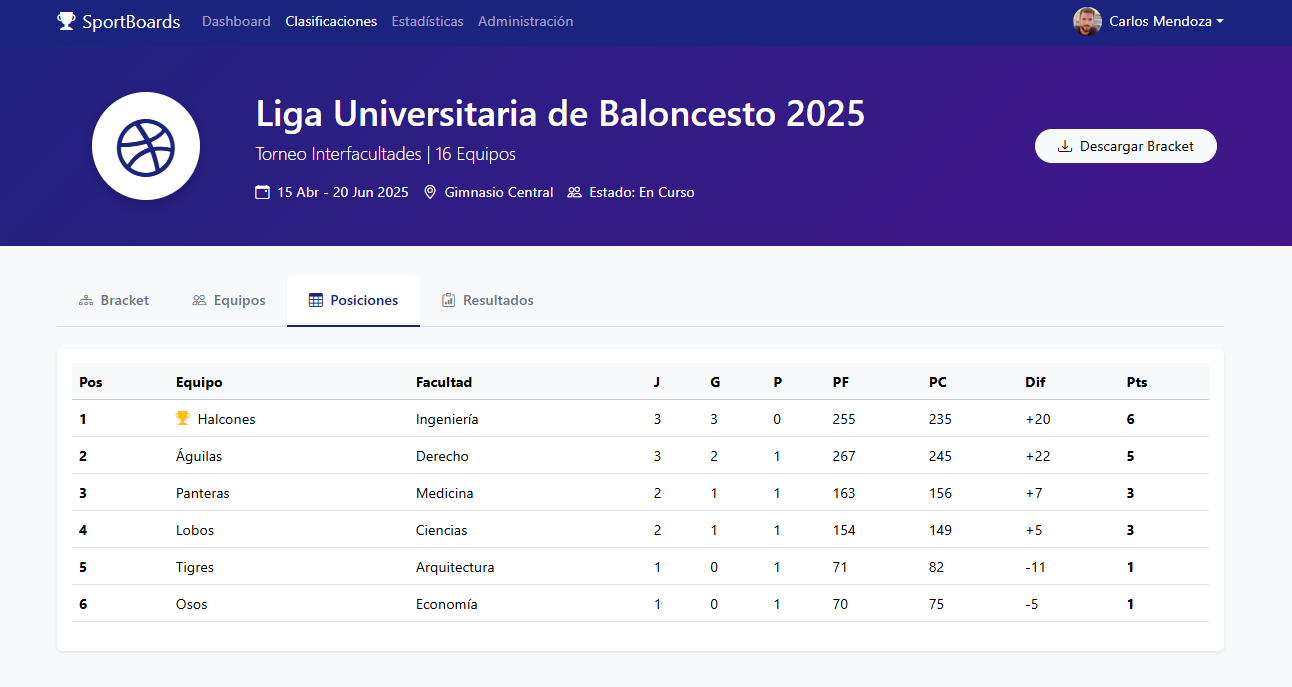 SportBoards Dashboard Clasificaciones Estadísticas Administración Carlos Mendoza
Liga Universitaria de Baloncesto 2025
Torneo Interfacultades | 16 Equipos
Descargar Bracket
15 Abr - 20 Jun 2025 Gimnasio Central Estado: En Curso
Bracket Equipos Posiciones Resultados
Pos Equipo Facultad J G P PF PC Dif Pts
1 Halcones Ingeniería 3 3 0 255 235 +20 6
2 Águilas Derecho 3 2 1 267 245 +22 5
3 Panteras Medicina 2 1 1 163 156 +7 3
4 Lobos Ciencias 2 1 1 154 149 +5 3
5 Tigres Arquitectura 1 0 1 71 82 -11 1
6 Osos Economía 1 0 1 70 75 -5 1